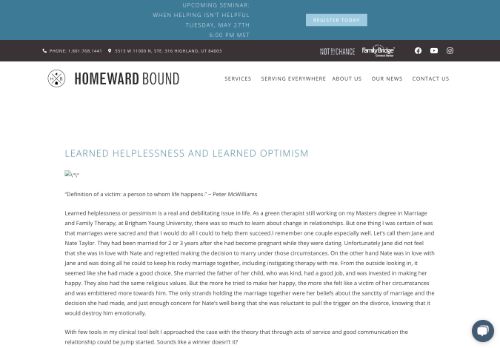 UPCOMING SEMINAR:
WHEN HELPING ISN'T HELPFUL
TUESDAY, MAY 27TH
6:00 PM MST
REGISTER TODAY
PHONE: 1.801.768.1441
5513 W 11000 N, STE. 316 HIGHLAND, UT 84003
NOT BY CHANCE
Family Bridge
HOMEWARD BOUND
SERVICES SERVING EVERYWHERE ABOUT US OUR NEWS CONTACT US
LEARNED HELPLESSNESS AND LEARNED OPTIMISM
"Definition of a victim: a person to whom life happens." ~ Peter McWilliams
Learned helplessness or pessimism is a real and debilitating issue in life. As a green therapist still working on my Masters degree in Marriage
and Family Therapy, at Brigham Young University, there was so much to learn about change in relationships. But one thing I was certain of was
that marriages were sacred and that I would do all I could to help them succeed.I remember one couple especially well. Let's call them Jane and
Nate Taylor. They had been married for 2 or 3 years after she had become pregnant while they were dating. Unfortunately Jane did not feel
that she was in love with Nate and regretted making the decision to marry under those circumstances. On the other hand Nate was in love with
Jane and was doing all he could to keep his rocky marriage together, including instigating therapy with me. From the outside looking in, it
seemed like she had made a good choice. She married the father of her child, who was kind, had a good job, and was invested in making her
happy. They also had the same religious values. But the more he tried to make her happy, the more she felt like a victim of her circumstances
and was embittered more towards him. The only strands holding the marriage together were her beliefs about the sanctity of marriage and the
decision she had made, and just enough concern for Nate's well being that she was reluctant to pull the trigger on the divorce, knowing that it
would destroy him emotionally.
With few tools in my clinical tool belt I approached the case with the theory that through acts of service and good communication the
relationship could be jump started. Sounds like a winner doesn't it?